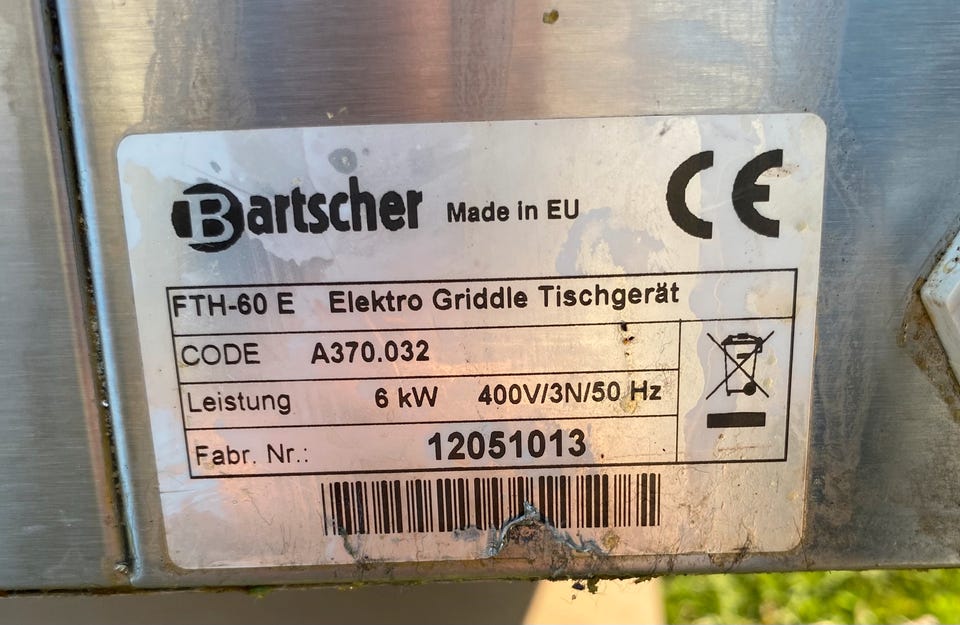 Bartscher Made in EU CE
FTH-60 E Elektro Griddle Tischgerät
CODE A370.032
Leistung 6 kW 400V/3N/50 Hz
Fabr. Nr.: 12051013